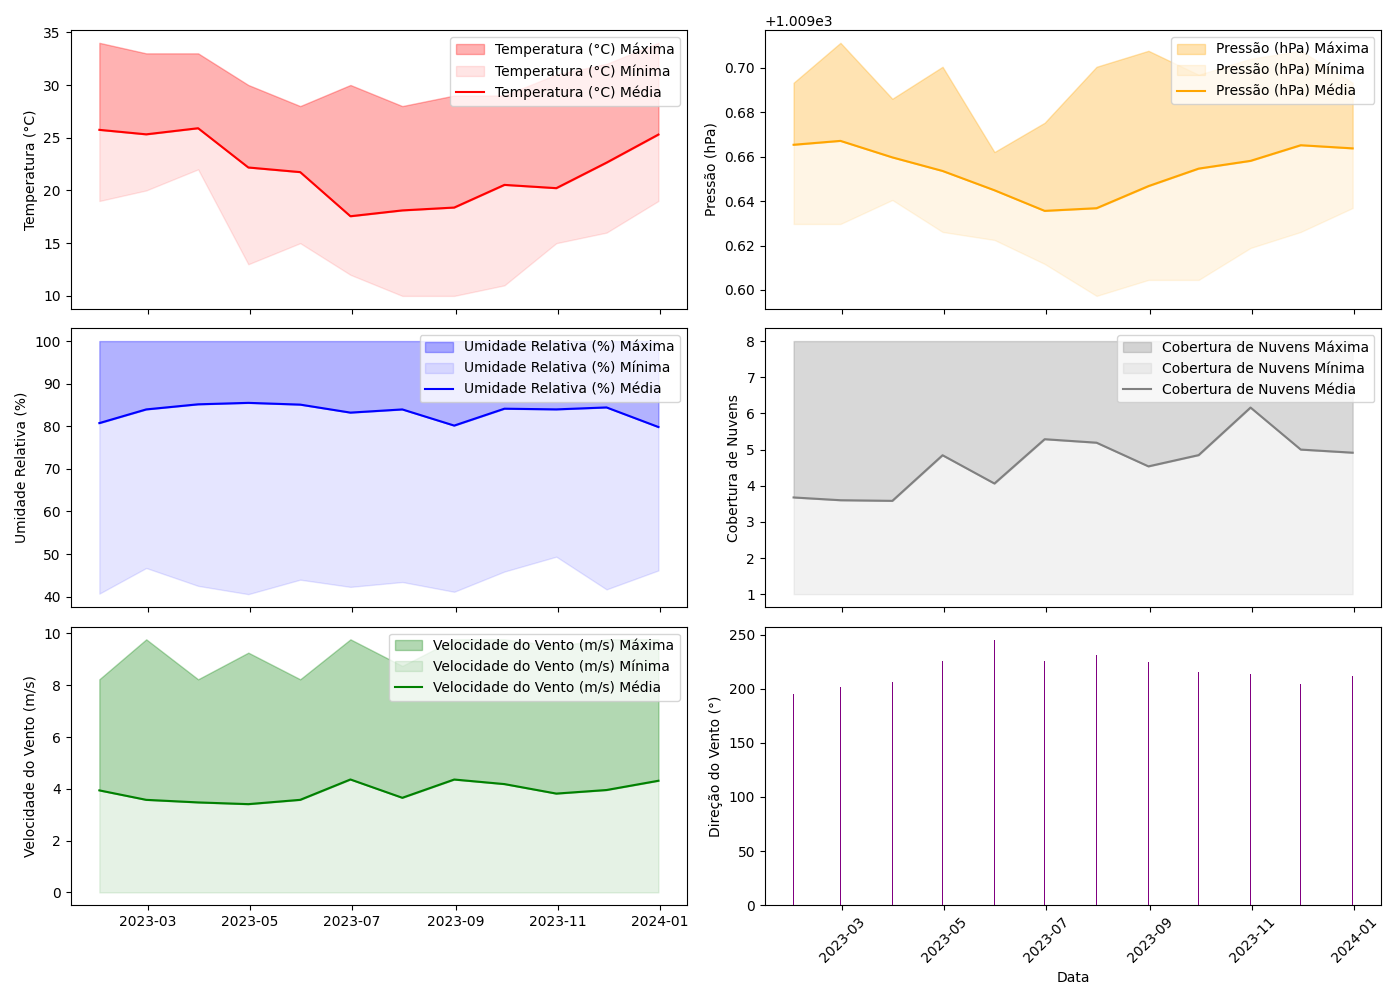 +1.009e3
35
30
25
20
15
10
Temperatura (°C)
Temperatura (°C) Máxima
Temperatura (°C) Mínima
Temperatura (°C) Média
0.70
0.68
0.66
0.64
0.62
0.60
Pressão (hPa)
Pressão (hPa) Máxima
Pressão (hPa) Mínima
Pressão (hPa) Média
100
90
80
70
60
50
40
Umidade Relativa (%)
Umidade Relativa (%) Máxima
Umidade Relativa (%) Mínima
Umidade Relativa (%) Média
8
7
6
5
4
3
2
1
Cobertura de Nuvens
Cobertura de Nuvens Máxima
Cobertura de Nuvens Mínima
Cobertura de Nuvens Média
10
8
6
4
2
0
Velocidade do Vento (m/s)
Velocidade do Vento (m/s) Máxima
Velocidade do Vento (m/s) Mínima
Velocidade do Vento (m/s) Média
2023-03 2023-05 2023-07 2023-09 2023-11 2024-01
250
200
150
100
50
0
Direção do Vento (°)
2023-03 2023-05 2023-07 2023-09 2023-11 2024-01
Data